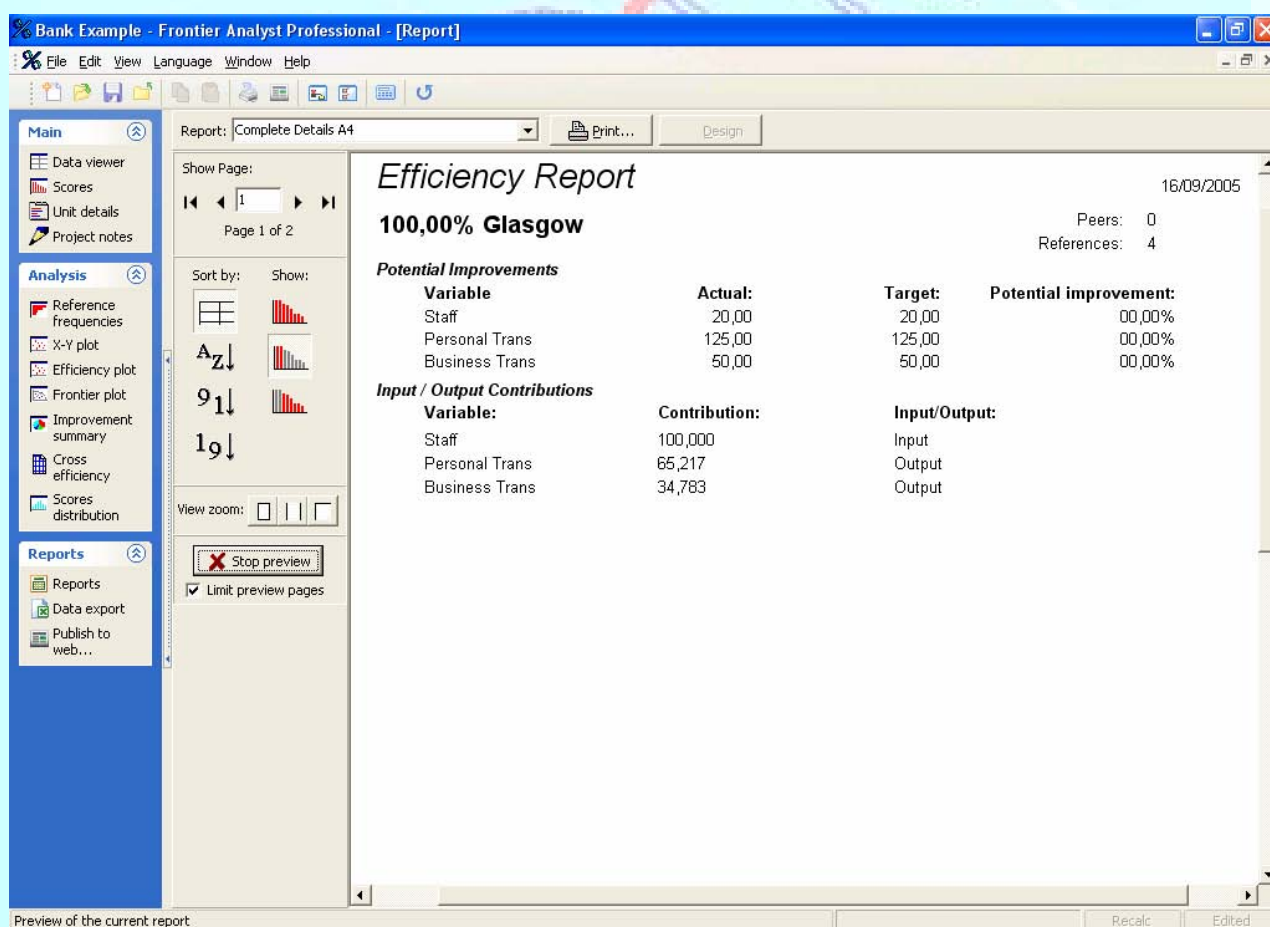 Bank Example - Frontier Analyst Professional - [Report]
File Edit View Language Window Help
Main
Data viewer
Scores
Unit details
Project notes
Analysis
Reference
frequencies
X-Y plot
Efficiency plot
Frontier plot
Improvement
summary
Cross
efficiency
Scores
distribution
Reports
Reports
Data export
Publish to
web...
Report: Complete Details A4 Print... Design
Show Page:
1
Page 1 of 2
Sort by: Show:
AZ
91
19
View zoom:
Stop preview
Limit preview pages
Efficiency Report
16/09/2005
100,00% Glasgow
Peers: 0
References: 4
Potential Improvements
Variable Actual: Target: Potential improvement:
Staff 20,00 20,00 00,00%
Personal Trans 125,00 125,00 00,00%
Business Trans 50,00 50,00 00,00%
Input / Output Contributions
Variable: Contribution: Input/Output:
Staff 100,000 Input
Personal Trans 65,217 Output
Business Trans 34,783 Output
Preview of the current report Recalc Edited